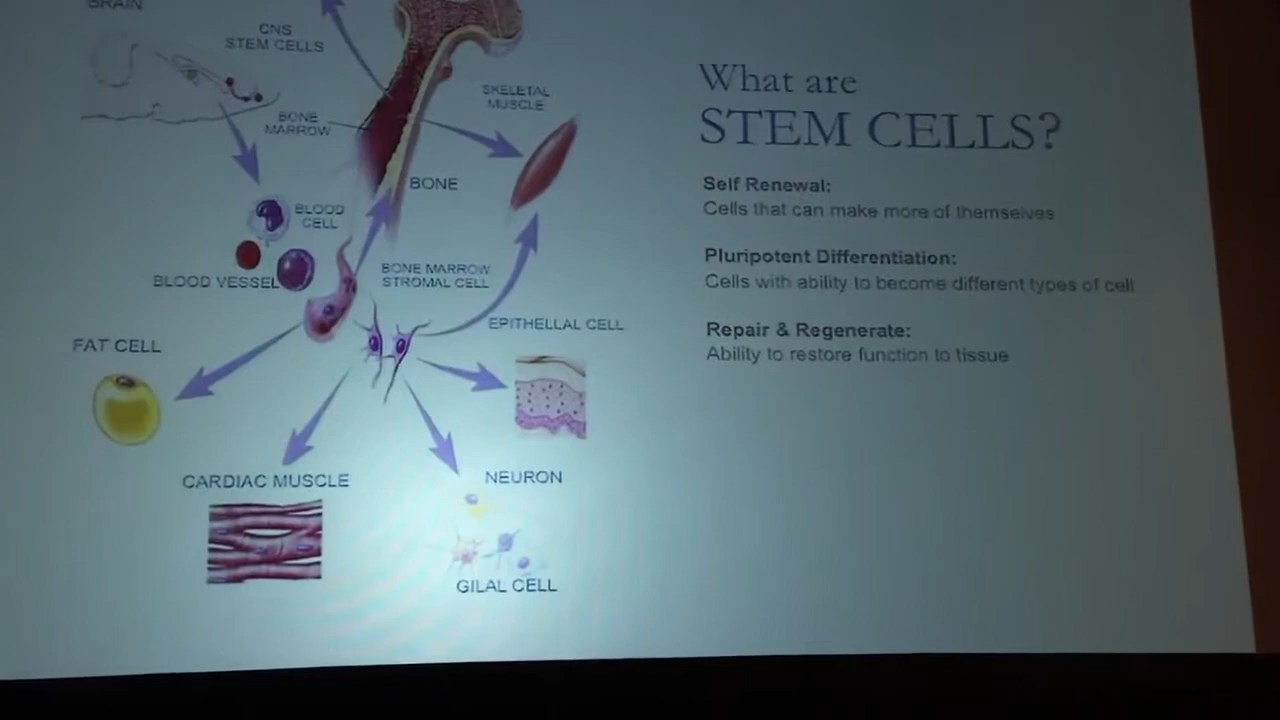 BRAIN
CNS
STEM CELLS
SKELETAL
MUSCLE
BONE
MARROW
BONE
BLOOD
CELL
BLOOD VESSEL
BONE MARROW
STROMAL CELL
EPITHELLAL CELL
FAT CELL
CARDIAC MUSCLE
NEURON
GILAL CELL
What are
STEM CELLS?
Self Renewal:
Cells that can make more of themselves
Pluripotent Differentiation:
Cells with ability to become different types of cell
Repair & Regenerate:
Ability to restore function to tissue